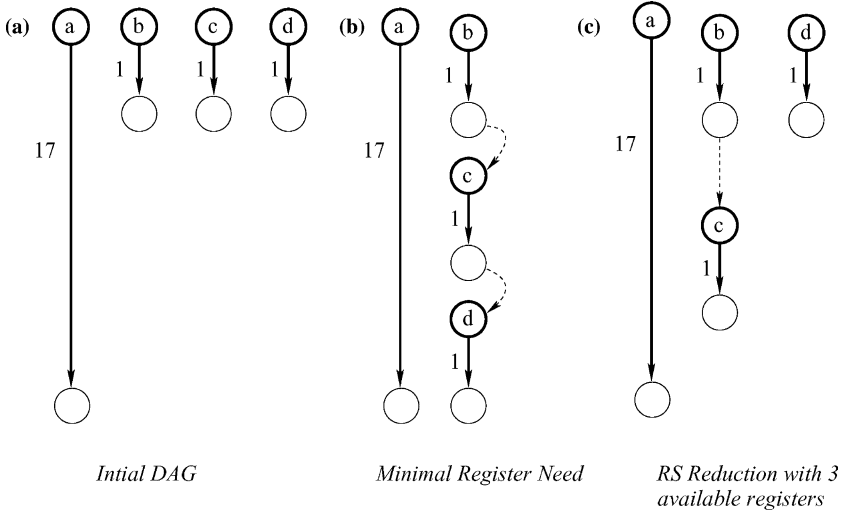 (a) a b c d
1 1 1
17
(b) a b
1
17
c
1
d
1
(c) a b d
1 1
17
c
1
Intial DAG
Minimal Register Need
RS Reduction with 3
available registers